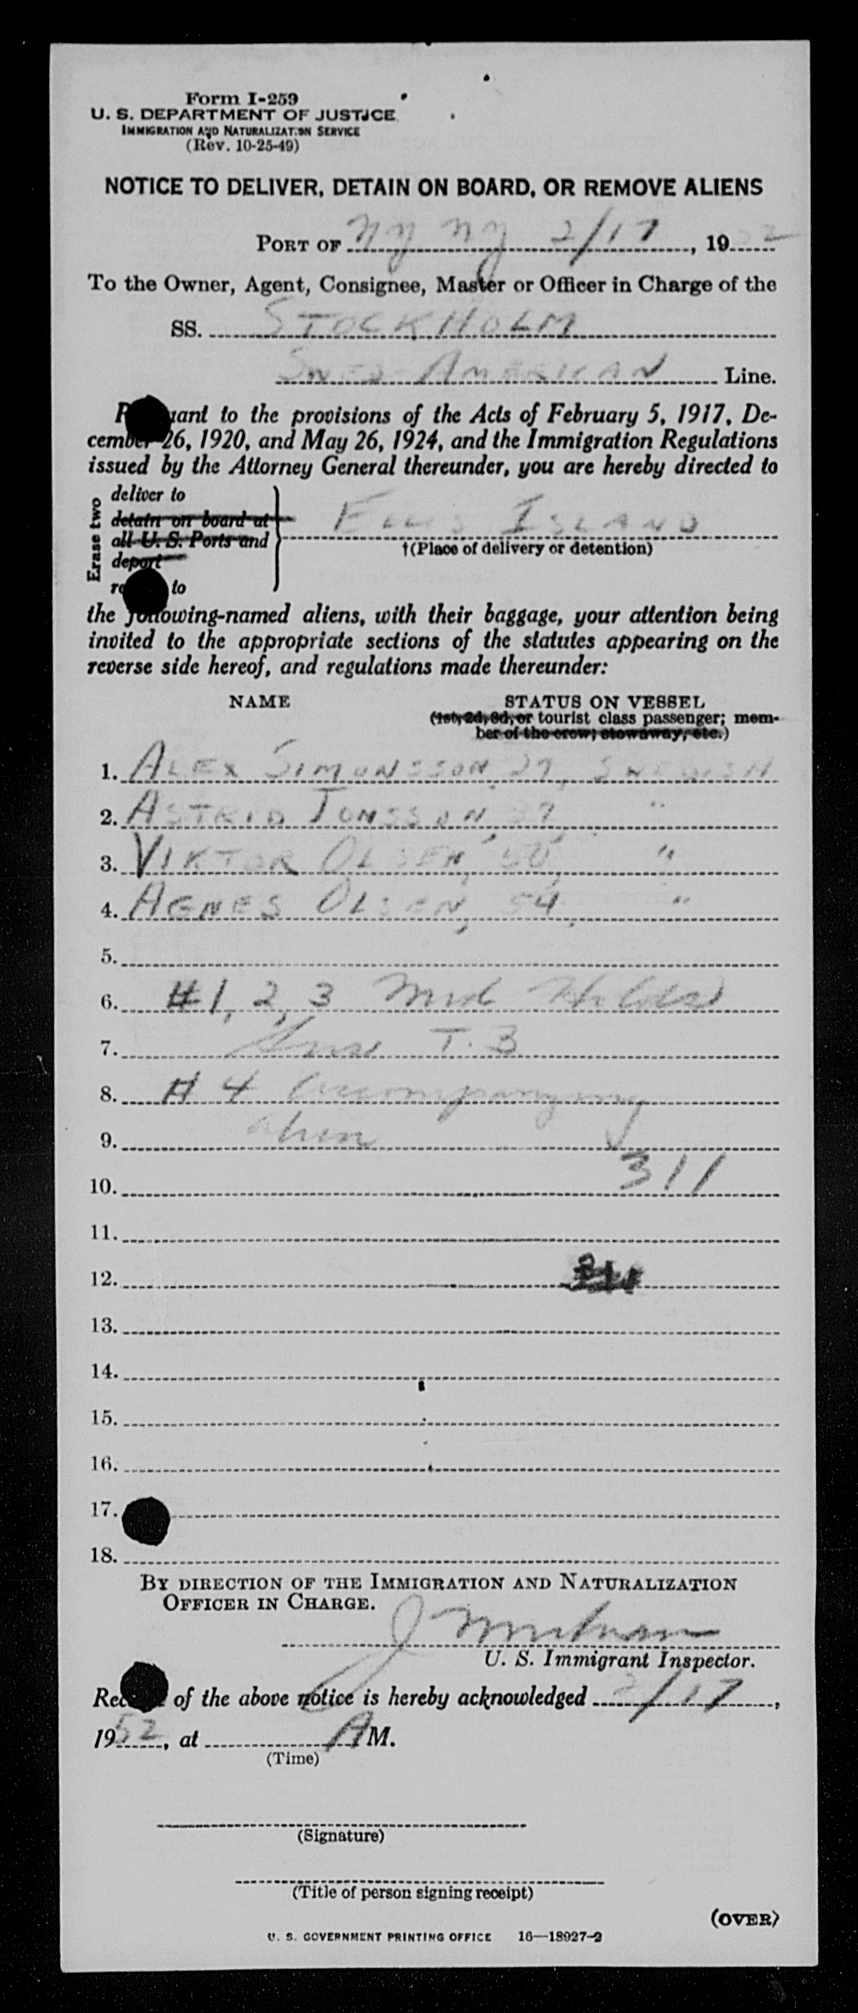 Form I-259
U. S. DEPARTMENT OF JUSTICE
IMMIGRATION AND NATURALIZATION SERVICE
(Rev. 10-25-49)
NOTICE TO DELIVER, DETAIN ON BOARD, OR REMOVE ALIENS
PORT OF NY NY 2/17, 1952
To the Owner, Agent, Consignee, Master or Officer in Charge of the
SS. STOCKHOLM
SWED-AMERICAN Line.
Pursuant to the provisions of the Acts of February 5, 1917, De-
cember 26, 1920, and May 26, 1924, and the Immigration Regulations
issued by the Attorney General thereunder, you are hereby directed to
Erase two
deliver to
detain on board at
all U. S. Ports and
deport
to
ELLIS ISLAND
†(Place of delivery or detention)
the following-named aliens, with their baggage, your attention being
invited to the appropriate sections of the statutes appearing on the
reverse side hereof, and regulations made thereunder:
NAME STATUS ON VESSEL
(1st, 2d, 3d, or tourist class passenger; mem-
ber of the crew; stowaway, etc.)
1. ALEX SIMONSSON, 27, SWEDISH
2. ASTRID JONSSON, 37, "
3. VIKTOR OLSEN, 50, "
4. AGNES OLSEN, 54, "
5.
6. #1, 2, 3 Med
7. T.B
8. # 4 accompanying
9. alien
10. 311
11.
12.
13.
14.
15.
16.
17.
18.
BY DIRECTION OF THE IMMIGRATION AND NATURALIZATION
OFFICER IN CHARGE.
U. S. Immigrant Inspector.
Receipt of the above notice is hereby acknowledged 2/17,
1952, at AM.
(Time)
(Signature)
(Title of person signing receipt)
(OVER)
U. S. GOVERNMENT PRINTING OFFICE 16—18927-2